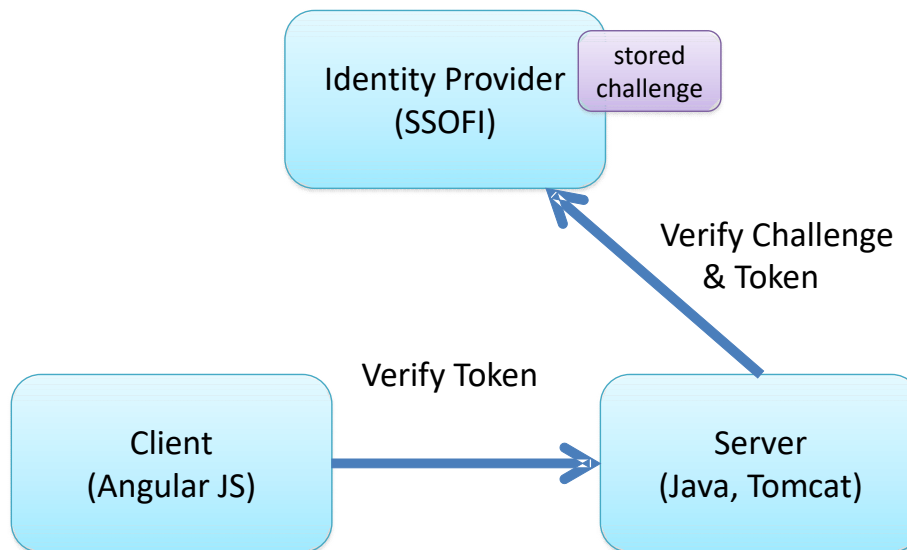 Identity Provider
(SSOFI)
stored
challenge
Verify Challenge
& Token
Verify Token
Client
(Angular JS)
Server
(Java, Tomcat)